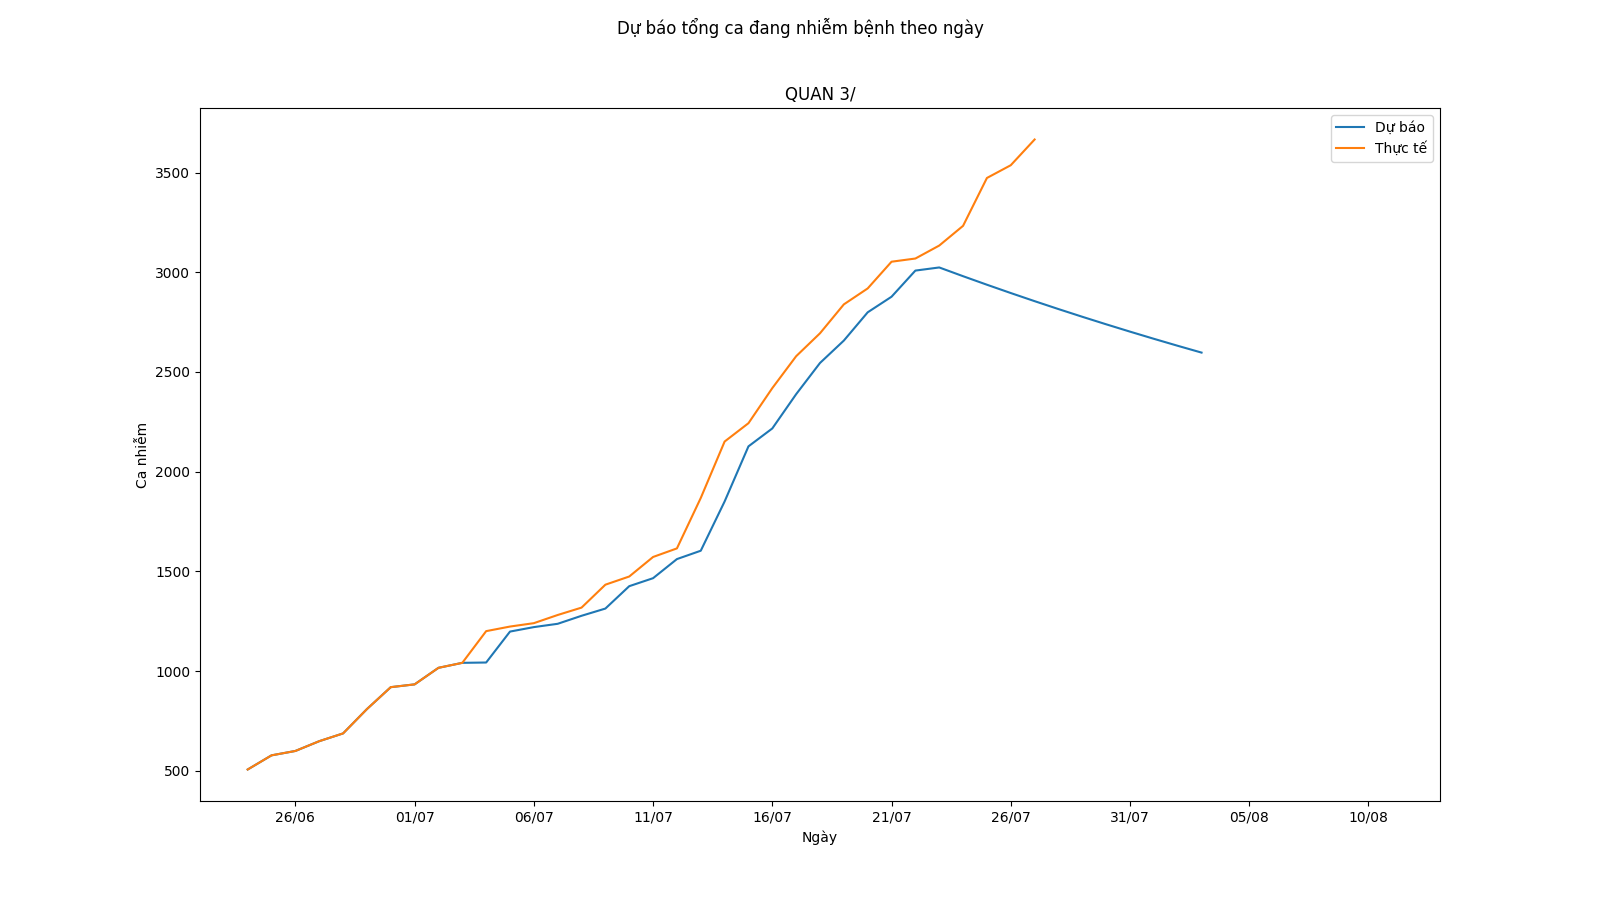 Dự báo tổng ca đang nhiễm bệnh theo ngày
QUAN 3/
Dự báo
Thực tế
3500
3000
2500
2000
1500
1000
500
Ca nhiễm
26/06 01/07 06/07 11/07 16/07 21/07 26/07 31/07 05/08 10/08
Ngày